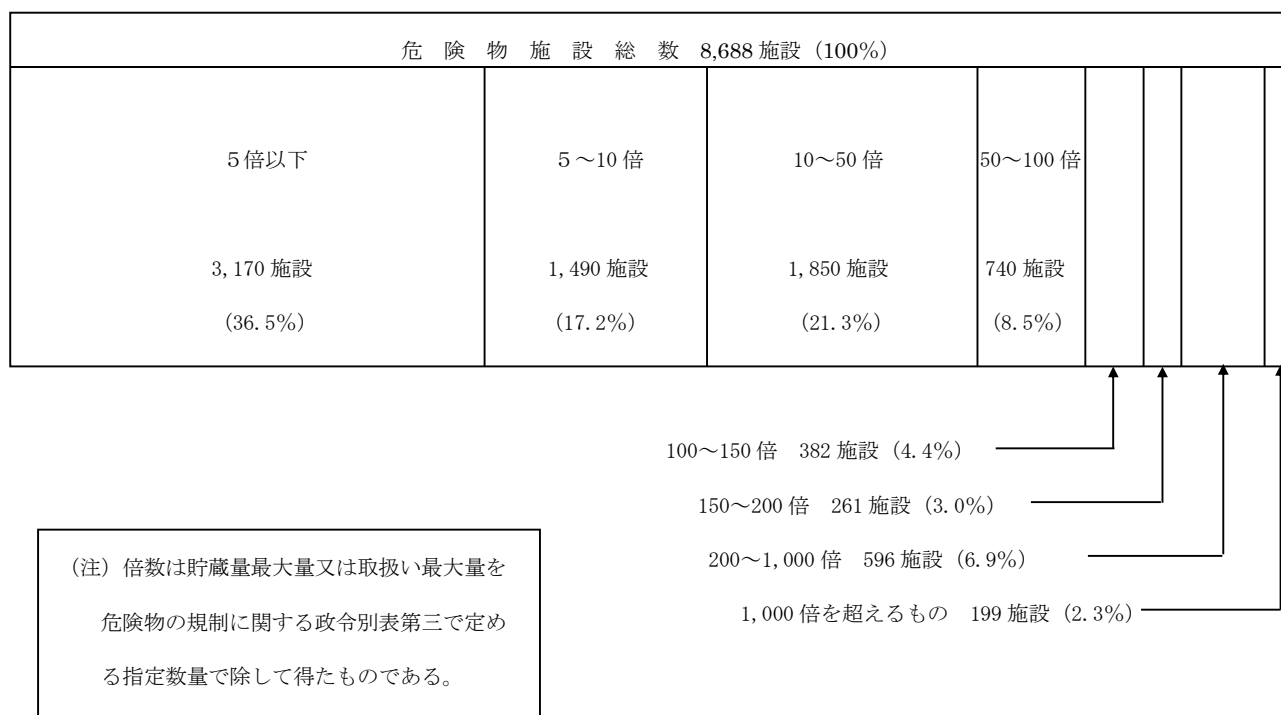 危 険 物 施 設 総 数 8,688 施設 (100%)
5倍以下
5~10 倍
10~50 倍
50~100 倍
3,170 施設
1,490 施設
1,850 施設
740 施設
(36.5%)
(17.2%)
(21.3%)
(8.5%)
100~150 倍 382 施設 (4.4%)
150~200 倍 261 施設 (3.0%)
200~1,000 倍 596 施設 (6.9%)
1,000 倍を超えるもの 199 施設 (2.3%)
(注) 倍数は貯蔵量最大量又は取扱い最大量を
危険物の規制に関する政令別表第三で定め
る指定数量で除して得たものである。